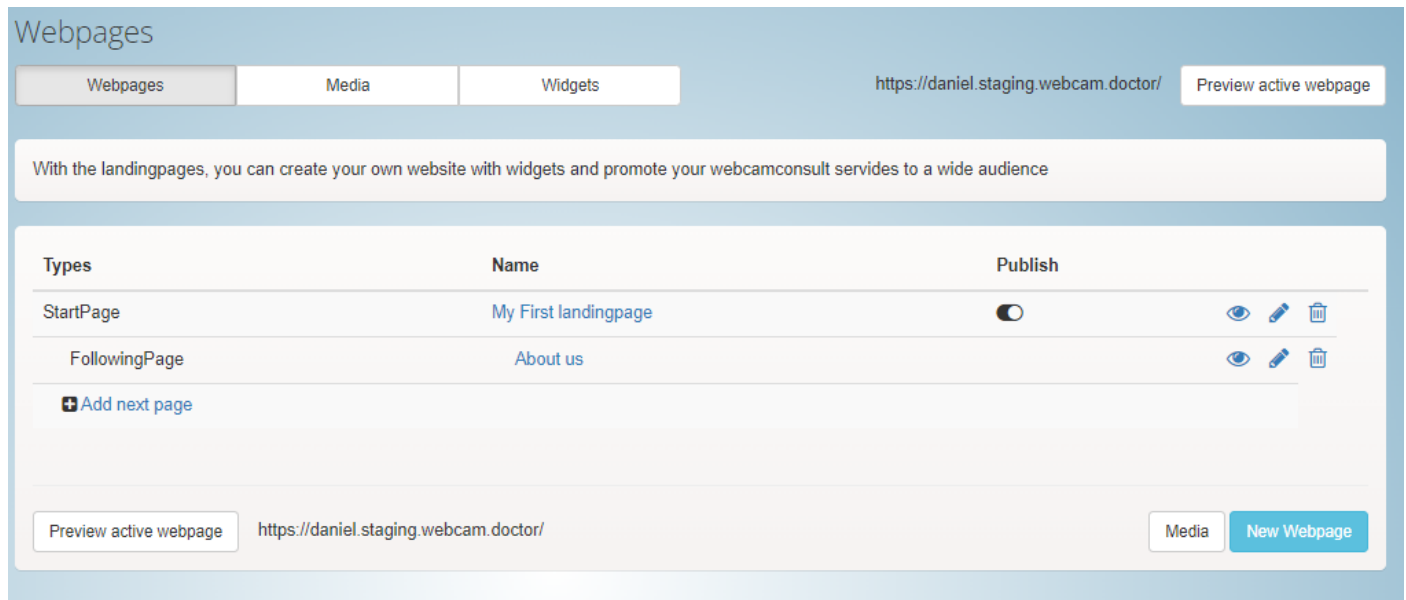 Webpages
Webpages Media Widgets https://daniel.staging.webcam.doctor/ Preview active webpage
With the landingpages, you can create your own website with widgets and promote your webcamconsult servides to a wide audience
Types Name Publish
StartPage My First landingpage
FollowingPage About us
Add next page
Preview active webpage https://daniel.staging.webcam.doctor/ Media New Webpage